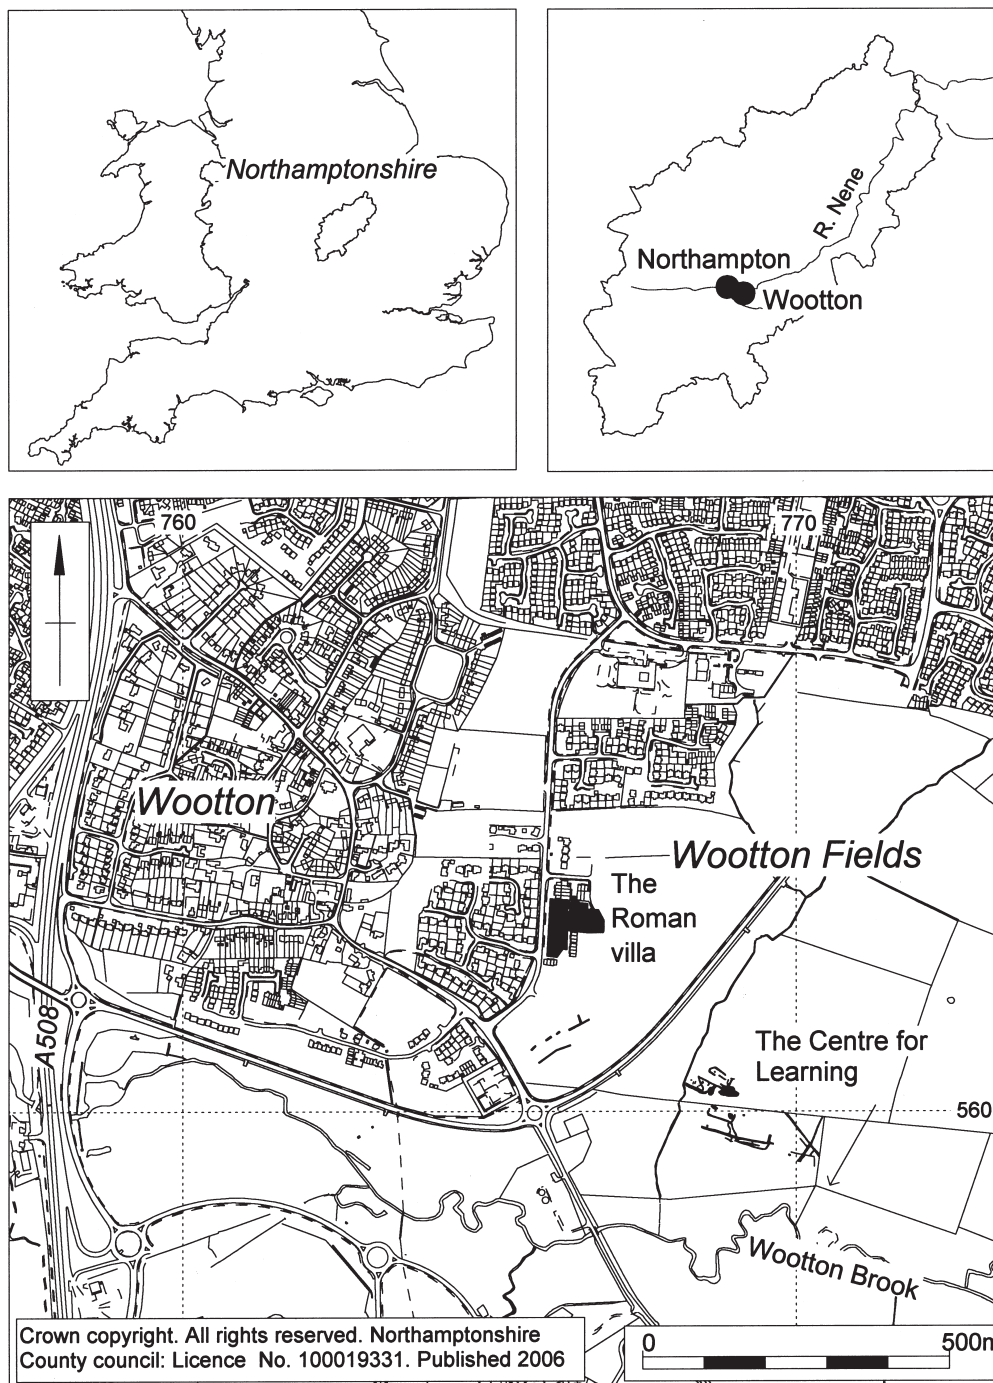 Northamptonshire
R. Nene
Northampton
Wootton
760
770
Wootton
Wootton Fields
The
Roman
villa
A508
The Centre for
Learning
560
Wootton Brook
Crown copyright. All rights reserved. Northamptonshire
County council: Licence No. 100019331. Published 2006
0 500m